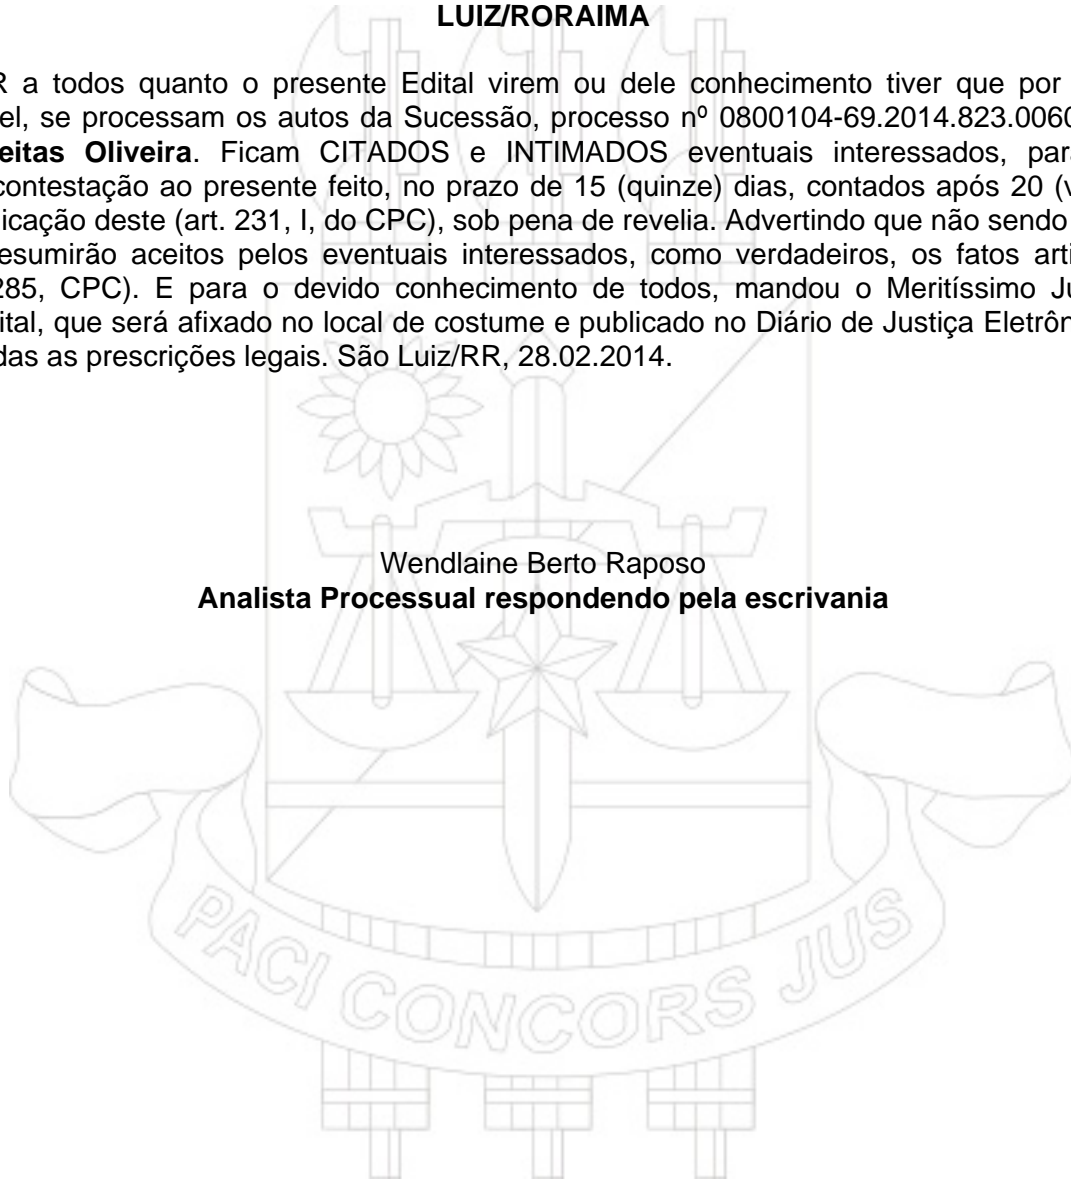 LUIZ/RORAIMA
R a todos quanto o presente Edital virem ou dele conhecimento tiver que por
el, se processam os autos da Sucessão, processo nº 0800104-69.2014.823.0060
eitas Oliveira. Ficam CITADOS e INTIMADOS eventuais interessados, para
contestação ao presente feito, no prazo de 15 (quinze) dias, contados após 20 (v
licação deste (art. 231, I, do CPC), sob pena de revelia. Advertindo que não sendo
esumirão aceitos pelos eventuais interessados, como verdadeiros, os fatos arti
285, CPC). E para o devido conhecimento de todos, mandou o Meritíssimo Ju
ital, que será afixado no local de costume e publicado no Diário de Justiça Eletrôn
das as prescrições legais. São Luiz/RR, 28.02.2014.
Wendlaine Berto Raposo
Analista Processual respondendo pela escrivania
PACI CONCORS JUS